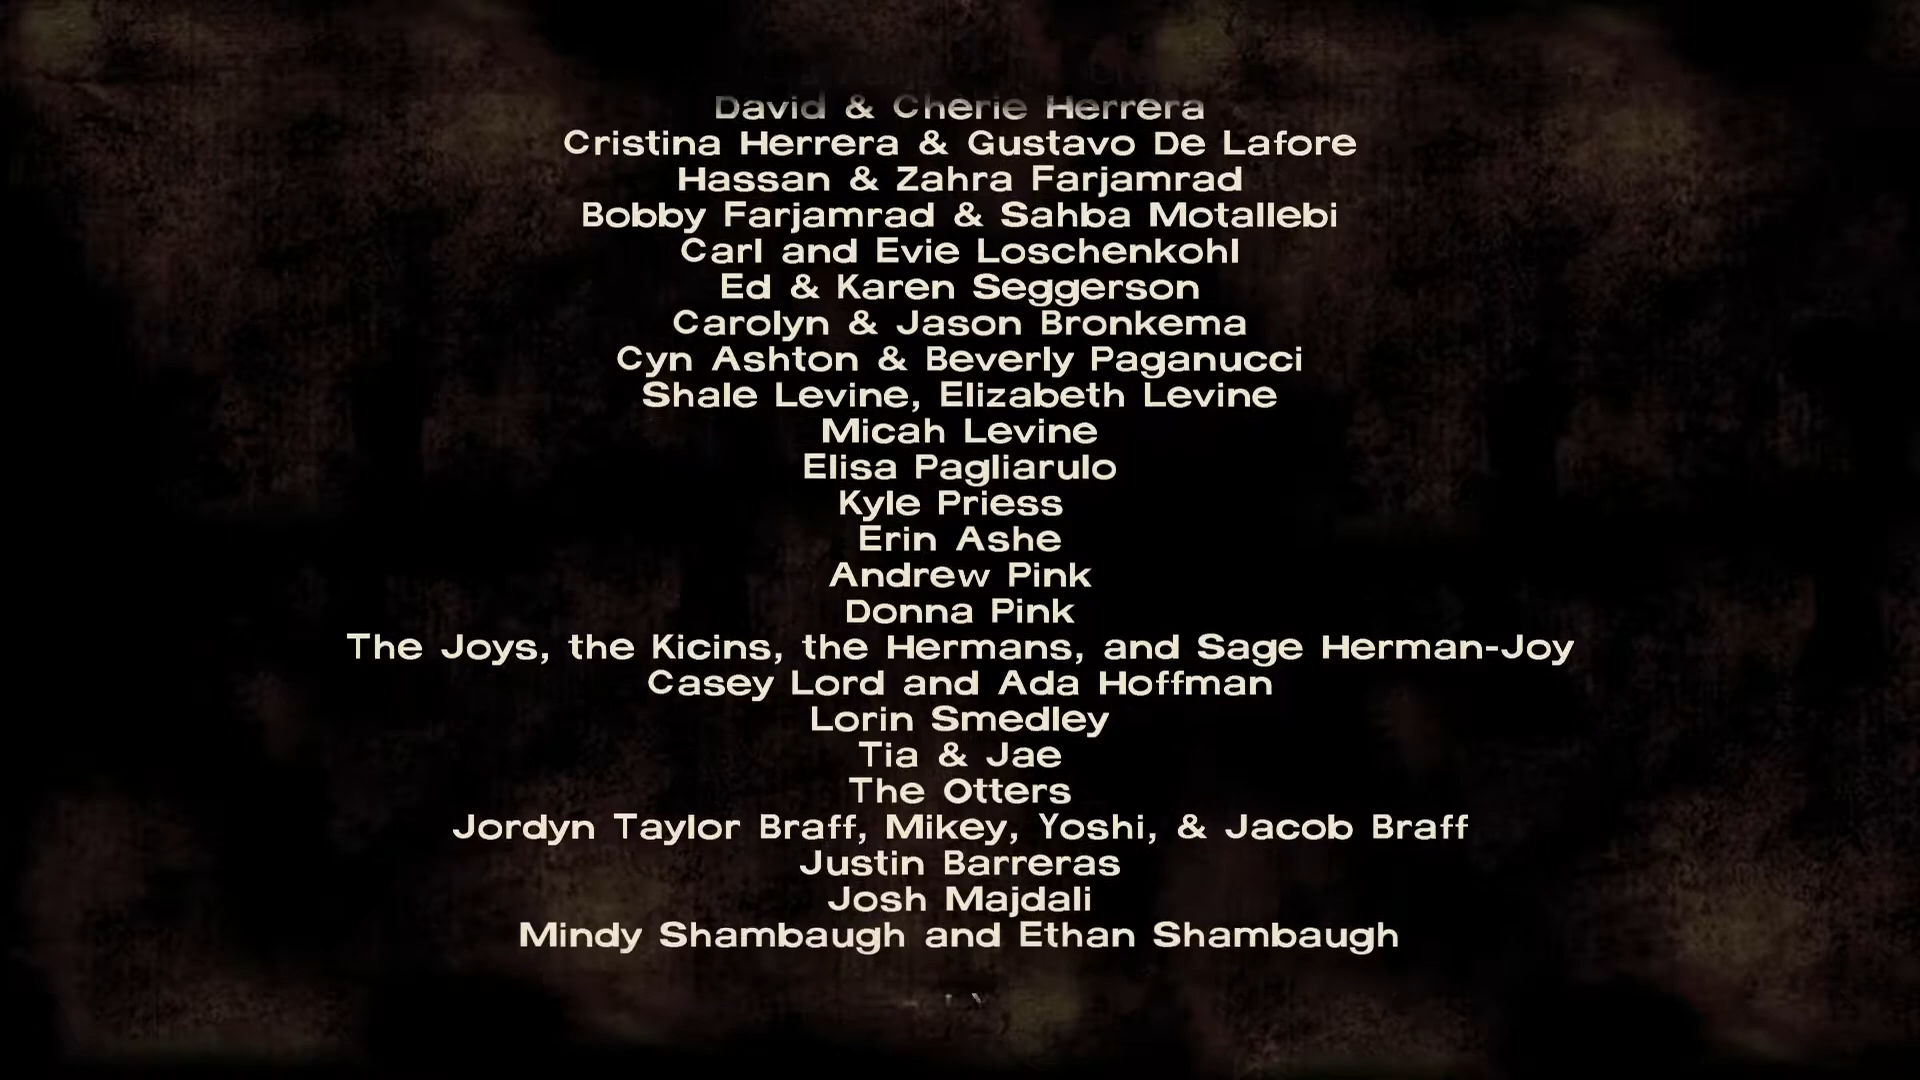 David & Cherie Herrera
Cristina Herrera & Gustavo De Lafore
Hassan & Zahra Farjamrad
Bobby Farjamrad & Sahba Motallebi
Carl and Evie Loschenkohl
Ed & Karen Seggerson
Carolyn & Jason Bronkema
Cyn Ashton & Beverly Paganucci
Shale Levine, Elizabeth Levine
Micah Levine
Elisa Pagliarulo
Kyle Priess
Erin Ashe
Andrew Pink
Donna Pink
The Joys, the Kicins, the Hermans, and Sage Herman-Joy
Casey Lord and Ada Hoffman
Lorin Smedley
Tia & Jae
The Otters
Jordyn Taylor Braff, Mikey, Yoshi, & Jacob Braff
Justin Barreras
Josh Majdali
Mindy Shambaugh and Ethan Shambaugh